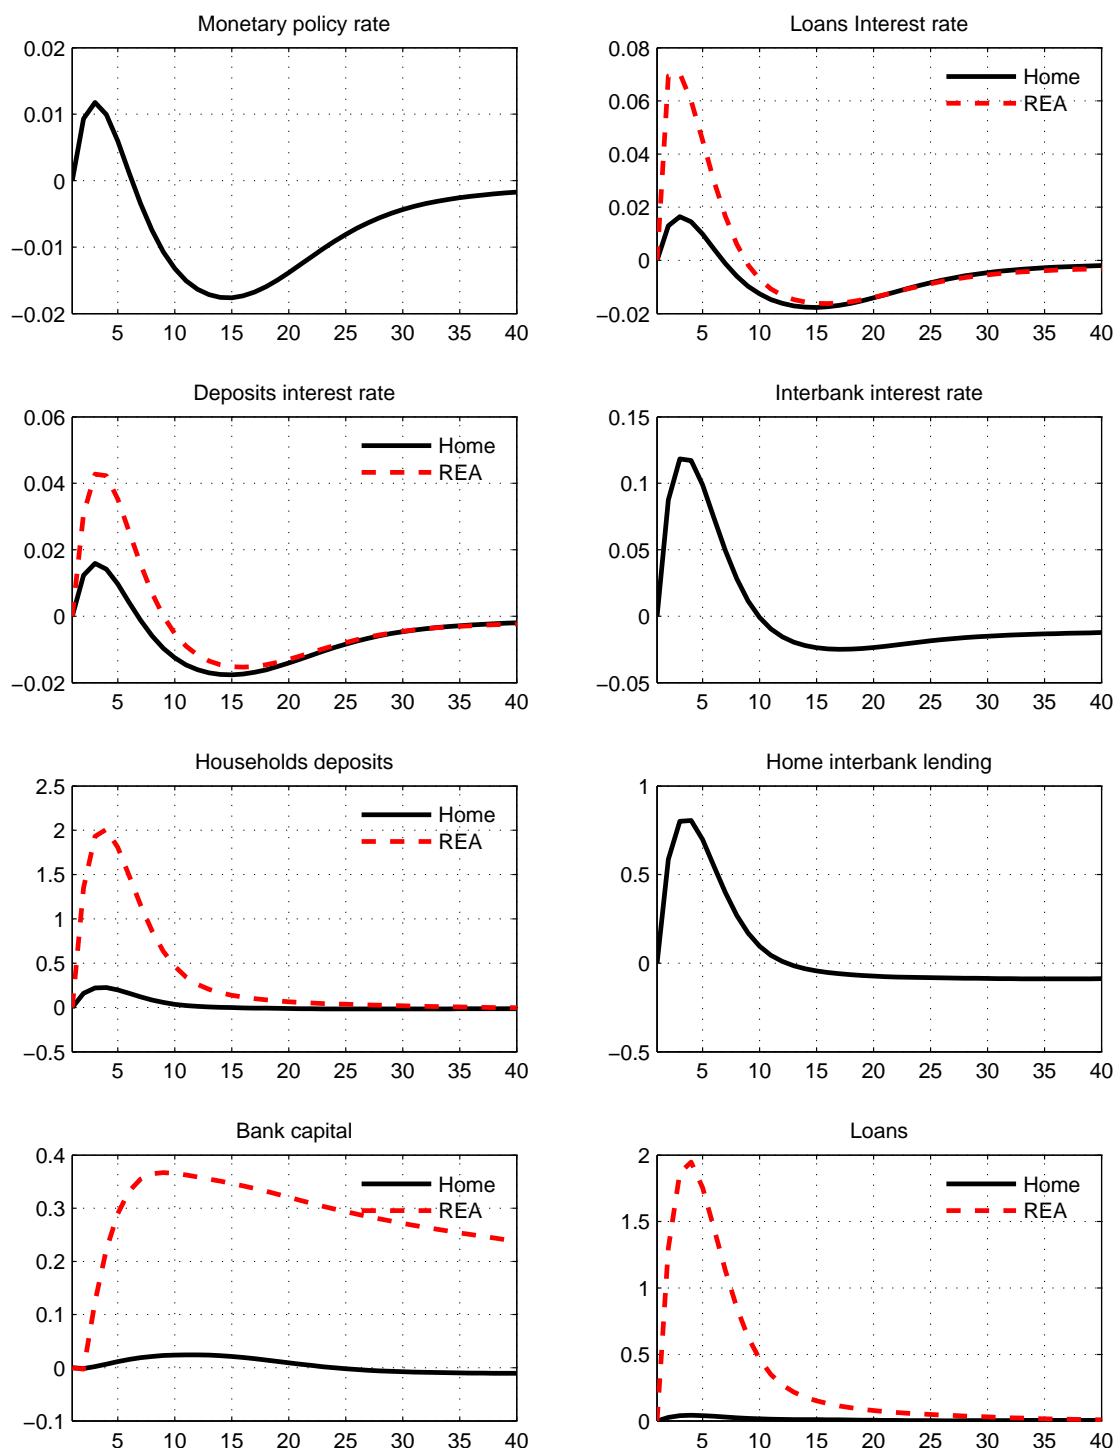 Monetary policy rate
0.02
0.01
0
−0.01
−0.02
5 10 15 20 25 30 35 40
Loans Interest rate
0.08
0.06
0.04
0.02
0
−0.02
Home
REA
5 10 15 20 25 30 35 40
Deposits interest rate
0.06
0.04
0.02
0
−0.02
Home
REA
5 10 15 20 25 30 35 40
Interbank interest rate
0.15
0.1
0.05
0
−0.05
5 10 15 20 25 30 35 40
Households deposits
2.5
2
1.5
1
0.5
0
−0.5
Home
REA
5 10 15 20 25 30 35 40
Home interbank lending
1
0.5
0
−0.5
5 10 15 20 25 30 35 40
Bank capital
0.4
0.3
0.2
0.1
0
−0.1
Home
REA
5 10 15 20 25 30 35 40
Loans
2
1.5
1
0.5
0
Home
REA
5 10 15 20 25 30 35 40